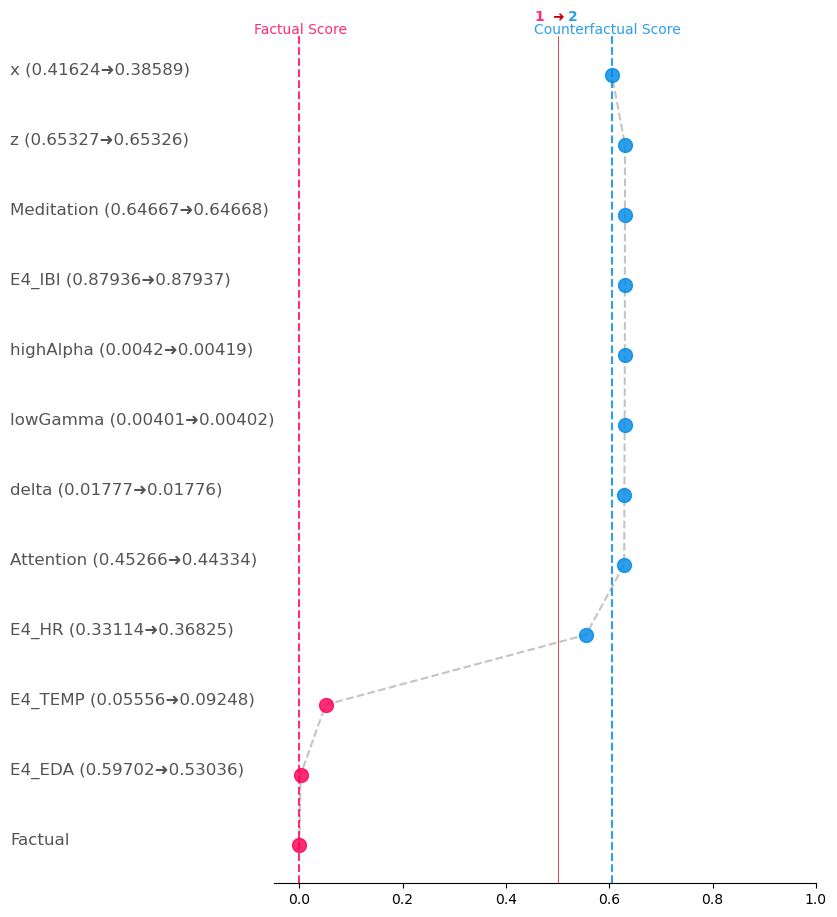 1 ➜ 2
Factual Score
Counterfactual Score
x (0.41624➜0.38589)
z (0.65327➜0.65326)
Meditation (0.64667➜0.64668)
E4_IBI (0.87936➜0.87937)
highAlpha (0.0042➜0.00419)
lowGamma (0.00401➜0.00402)
delta (0.01777➜0.01776)
Attention (0.45266➜0.44334)
E4_HR (0.33114➜0.36825)
E4_TEMP (0.05556➜0.09248)
E4_EDA (0.59702➜0.53036)
Factual
0.0 0.2 0.4 0.6 0.8 1.0